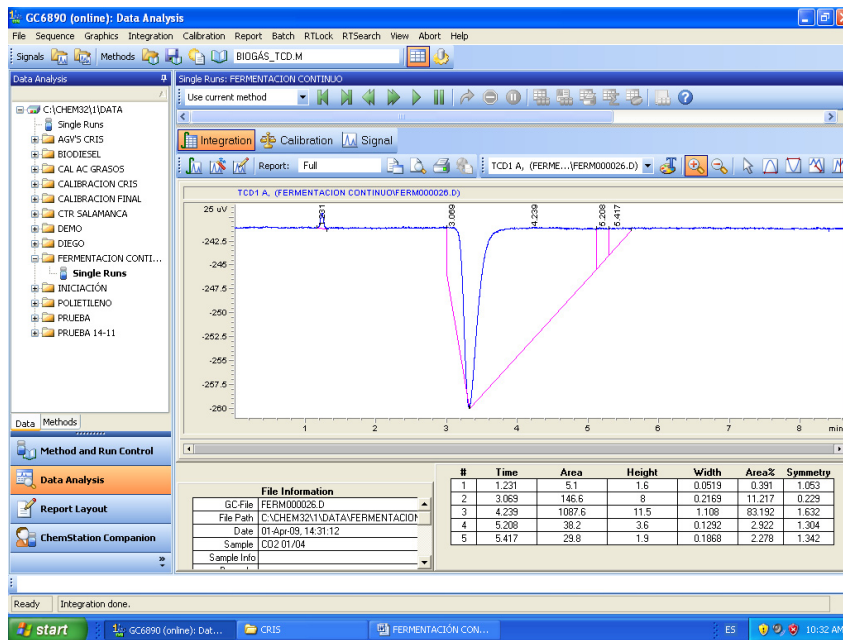 GC6890 (online): Data Analysis
File Sequence Graphics Integration Calibration Report Batch RTLock RTSearch View Abort Help
Signals Methods BIOGÁS_TCD.M
Data Analysis
C:\CHEM32\1\DATA
Single Runs
AGV'S CRIS
BIODIESEL
CAL AC GRASOS
CALIBRACION CRIS
CALIBRACION FINAL
CTR SALAMANCA
DEMO
DIEGO
FERMENTACION CONTI...
Single Runs
INICIACIÓN
POLIETILENO
PRUEBA
PRUEBA 14-11
Data Methods
Method and Run Control
Data Analysis
Report Layout
ChemStation Companion
Single Runs: FERMENTACION CONTINUO
Use current method
Integration Calibration Signal
Report: Full TCD1 A, (FERME...\FERM000026.D)
TCD1 A, (FERMENTACION CONTINUO\FERM000026.D)
25 uV
-242.5
-245
-247.5
-250
-252.5
-255
-257.5
-260
3.069
4.239
5.208
5.417
1 2 3 4 5 6 7 8 min
File Information
GC-File FERM000026.D
File Path C:\CHEM32\1\DATA\FERMENTACION
Date 01-Apr-09, 14:31:12
Sample CO2 01/04
Sample Info
# Time Area Height Width Area% Symmetry
1 1.231 5.1 1.6 0.0519 0.391 1.053
2 3.069 146.6 8 0.2169 11.217 0.229
3 4.239 1087.6 11.5 1.108 83.192 1.632
4 5.208 38.2 3.6 0.1292 2.922 1.304
5 5.417 29.8 1.9 0.1868 2.278 1.342
Ready Integration done.
start GC6890 (online): Dat... CRIS FERMENTACIÓN CON... ES 10:32 AM